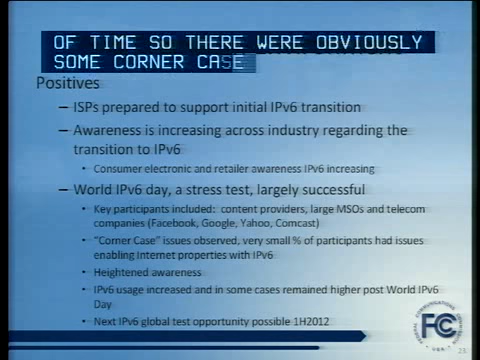 OF TIME SO THERE WERE OBVIOUSLY
SOME CORNER CASE
Positives
– ISPs prepared to support initial IPv6 transition
– Awareness is increasing across industry regarding the
transition to IPv6
• Consumer electronic and retailer awareness IPv6 increasing
– World IPv6 day, a stress test, largely successful
• Key participants included: content providers, large MSOs and telecom
companies (Facebook, Google, Yahoo, Comcast)
• “Corner Case” issues observed, very small % of participants had issues
enabling Internet properties with IPv6
• Heightened awareness
• IPv6 usage increased and in some cases remained higher post World IPv6
Day
• Next IPv6 global test opportunity possible 1H2012
FEDERAL COMMUNICATIONS COMMISSION
FCC
USA